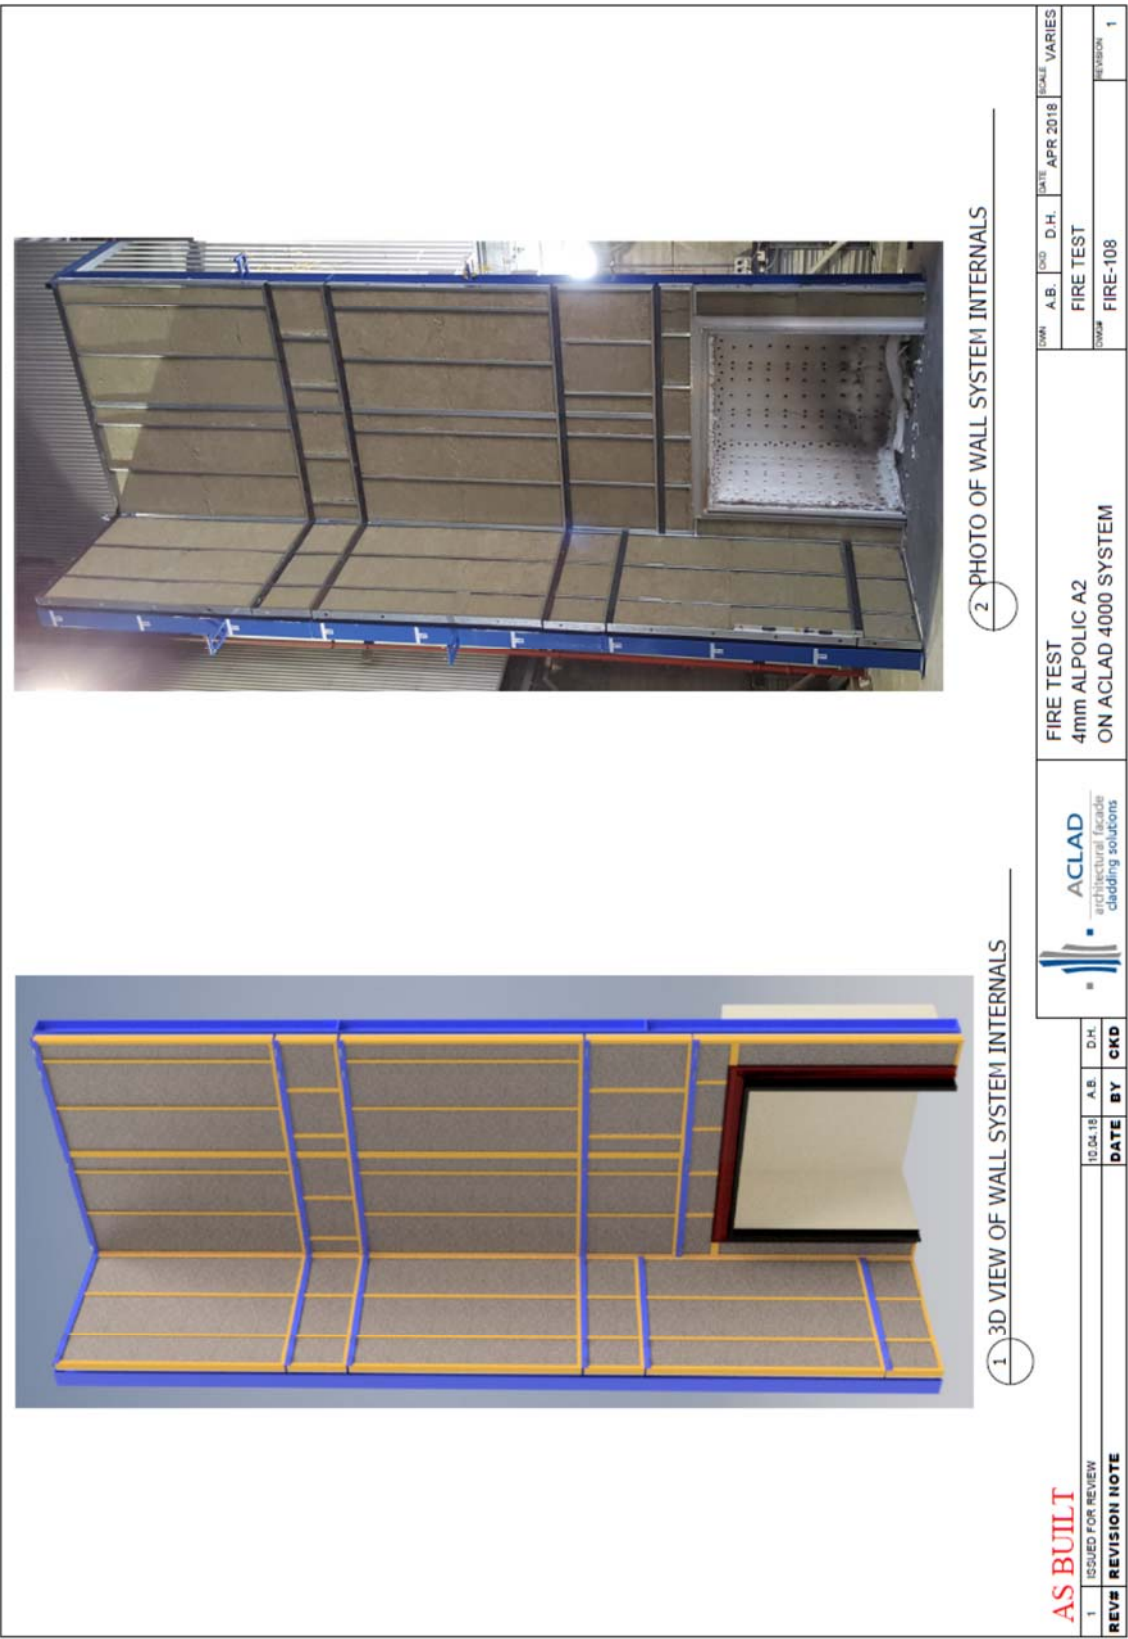 1 3D VIEW OF WALL SYSTEM INTERNALS
2 PHOTO OF WALL SYSTEM INTERNALS
AS BUILT
1 ISSUED FOR REVIEW 10.04.18 A.B. D.H.
REV# REVISION NOTE DATE BY CKD
ACLAD
architectural facade
cladding solutions
FIRE TEST
4mm ALPOLIC A2
ON ACLAD 4000 SYSTEM
DWN A.B. CKD D.H. DATE APR 2018 SCALE VARIES
FIRE TEST
DWG# FIRE-108 REVISION 1